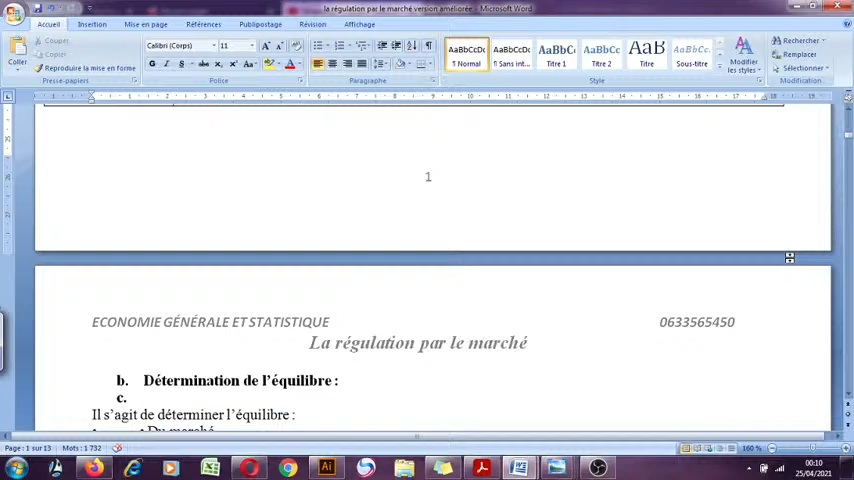 la régulation par le marché version améliorée - Microsoft Word
Accueil Insertion Mise en page Références Publipostage Révision Affichage
Couper
Copier
Coller
Reproduire la mise en forme
Presse-papiers
Calibri (Corps) 11
Police
Paragraphe
AaBbCcDc AaBbCcDc AaBbC AaBbCc AaB AaBbCc
¶ Normal ¶ Sans int... Titre 1 Titre 2 Titre Sous-titre
Style
Modifier
les styles
Rechercher
Remplacer
Sélectionner
Modification
1
ECONOMIE GÉNÉRALE ET STATISTIQUE 0633565450
La régulation par le marché
b. Détermination de l'équilibre :
c.
Il s'agit de déterminer l'équilibre :
• Du marché
Page : 1 sur 13 Mots : 1 732 160 %
00:10
25/04/2021